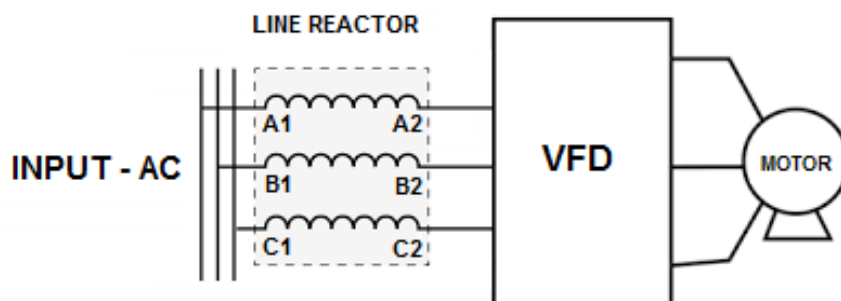 LINE REACTOR
A1 A2
INPUT - AC
B1 B2
C1 C2
VFD
MOTOR